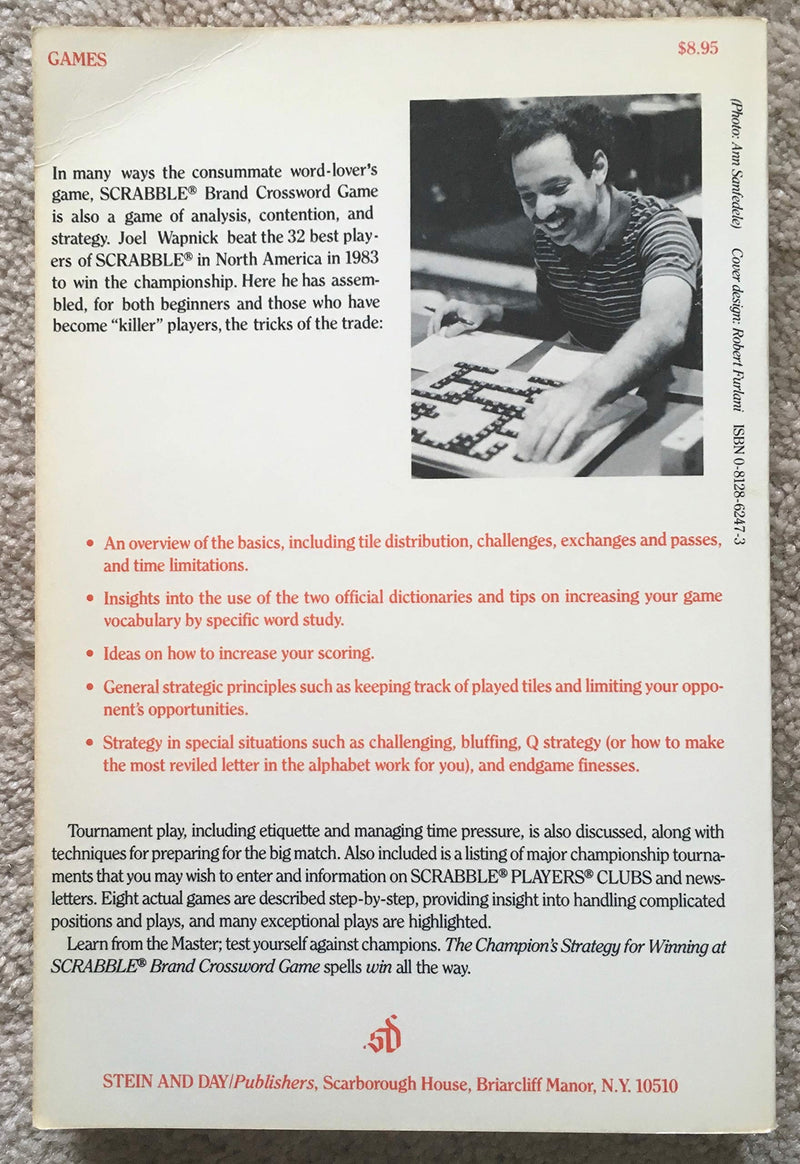 GAMES
$8.95
In many ways the consummate word-lover's
game, SCRABBLE® Brand Crossword Game
is also a game of analysis, contention, and
strategy. Joel Wapnick beat the 32 best play-
ers of SCRABBLE® in North America in 1983
to win the championship. Here he has assem-
bled, for both beginners and those who have
become "killer" players, the tricks of the trade:
(Photo: Ann Sanfedele) Cover design: Robert Furlani ISBN 0-8128-6247-3
• An overview of the basics, including tile distribution, challenges, exchanges and passes,
and time limitations.
• Insights into the use of the two official dictionaries and tips on increasing your game
vocabulary by specific word study.
• Ideas on how to increase your scoring.
• General strategic principles such as keeping track of played tiles and limiting your oppo-
nent's opportunities.
• Strategy in special situations such as challenging, bluffing, Q strategy (or how to make
the most reviled letter in the alphabet work for you), and endgame finesses.
Tournament play, including etiquette and managing time pressure, is also discussed, along with
techniques for preparing for the big match. Also included is a listing of major championship tourna-
ments that you may wish to enter and information on SCRABBLE® PLAYERS® CLUBS and news-
letters. Eight actual games are described step-by-step, providing insight into handling complicated
positions and plays, and many exceptional plays are highlighted.
Learn from the Master; test yourself against champions. The Champion's Strategy for Winning at
SCRABBLE® Brand Crossword Game spells win all the way.
sd
STEIN AND DAY/Publishers, Scarborough House, Briarcliff Manor, N.Y. 10510